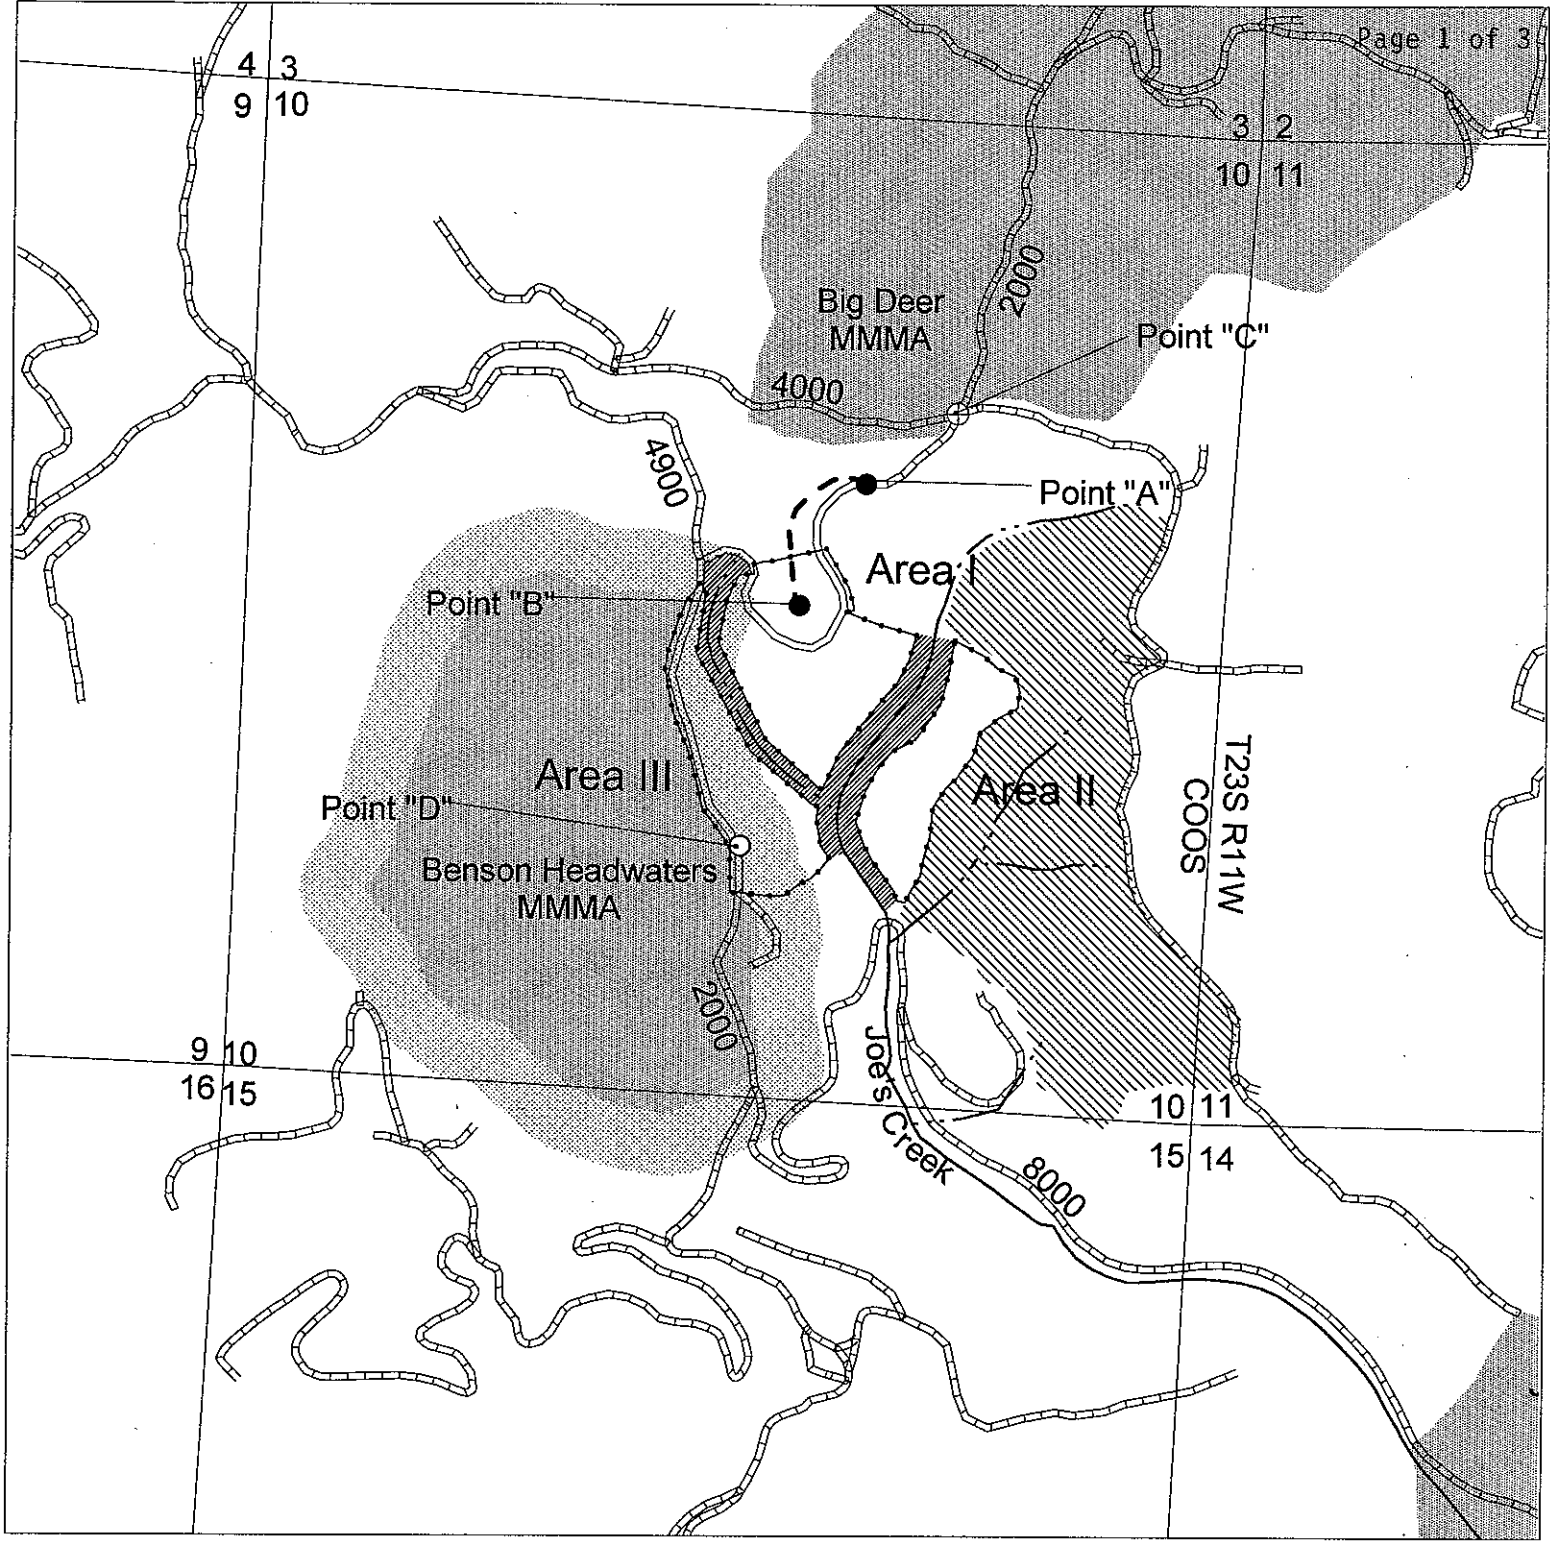 Page 1 of 3
4 3
9 10
3 2
10 11
2000
Big Deer
MMMA
Point "C"
4000
4900
Point "A"
Area I
Point "B"
T23S R11W
COOS
Area III
Area II
Point "D"
Benson Headwaters
MMMA
2000
Joe's Creek
9 10
16 15
10 11
15 14
8000